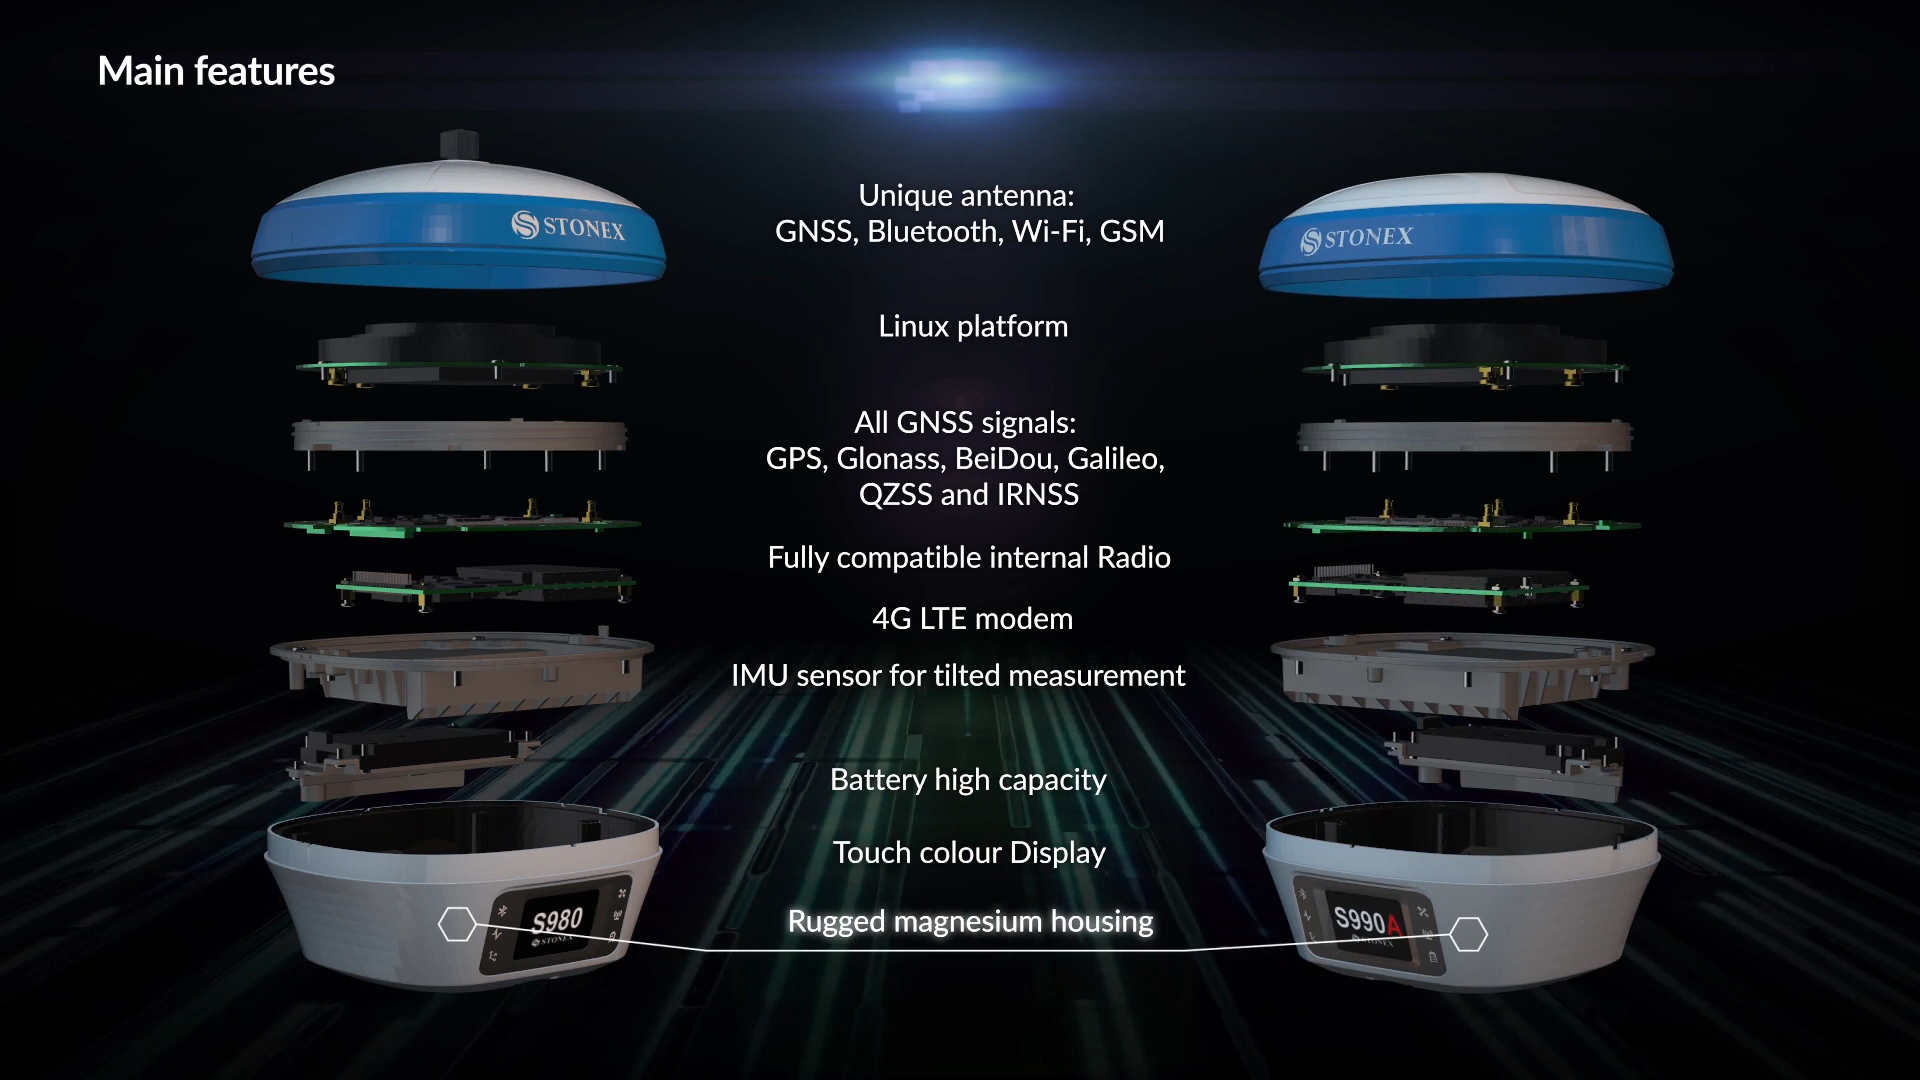 Main features
STONEX
STONEX
Unique antenna:
GNSS, Bluetooth, Wi-Fi, GSM
Linux platform
All GNSS signals:
GPS, Glonass, BeiDou, Galileo,
QZSS and IRNSS
Fully compatible internal Radio
4G LTE modem
IMU sensor for tilted measurement
Battery high capacity
Touch colour Display
Rugged magnesium housing
S980
STONEX
S990A
STONEX